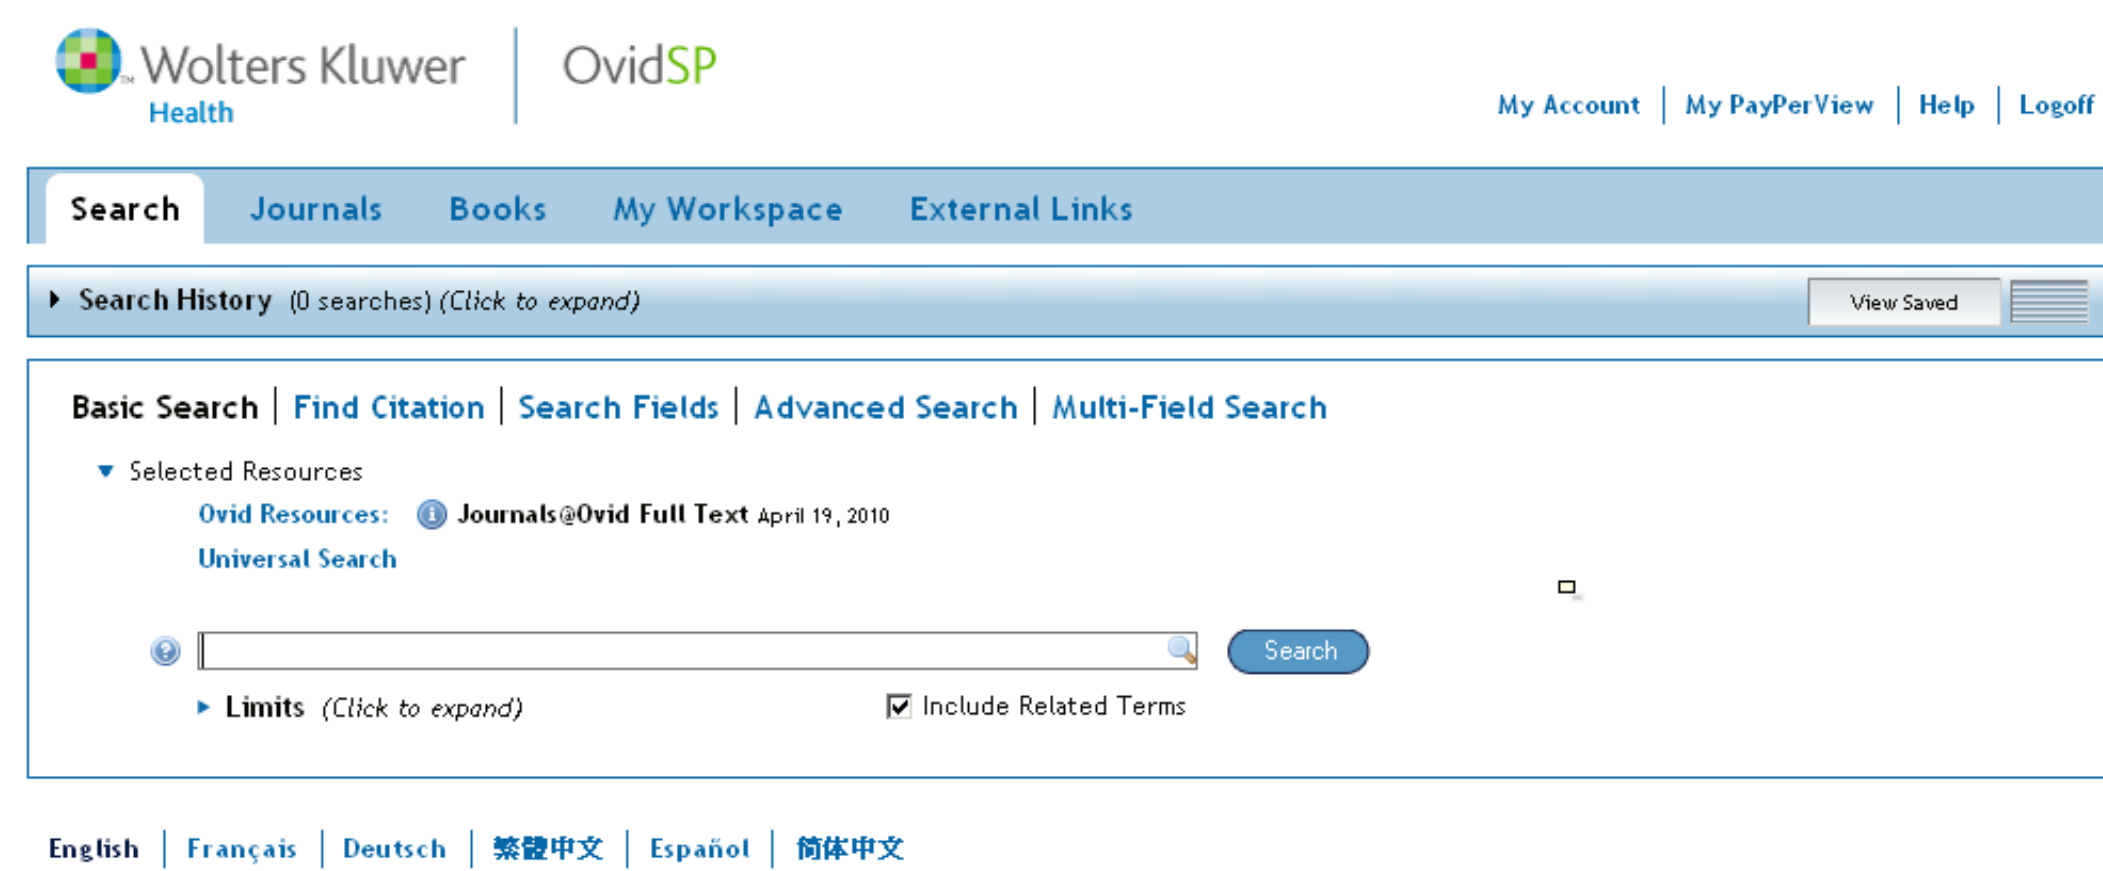 Wolters Kluwer
Health
OvidSP
My Account | My PayPerView | Help | Logoff
Search Journals Books My Workspace External Links
Search History (0 searches) (Click to expand) View Saved
Basic Search | Find Citation | Search Fields | Advanced Search | Multi-Field Search
Selected Resources
Ovid Resources: Journals@Ovid Full Text April 19, 2010
Universal Search
Search
Limits (Click to expand) Include Related Terms
English | Français | Deutsch | 繁體中文 | Español | 简体中文